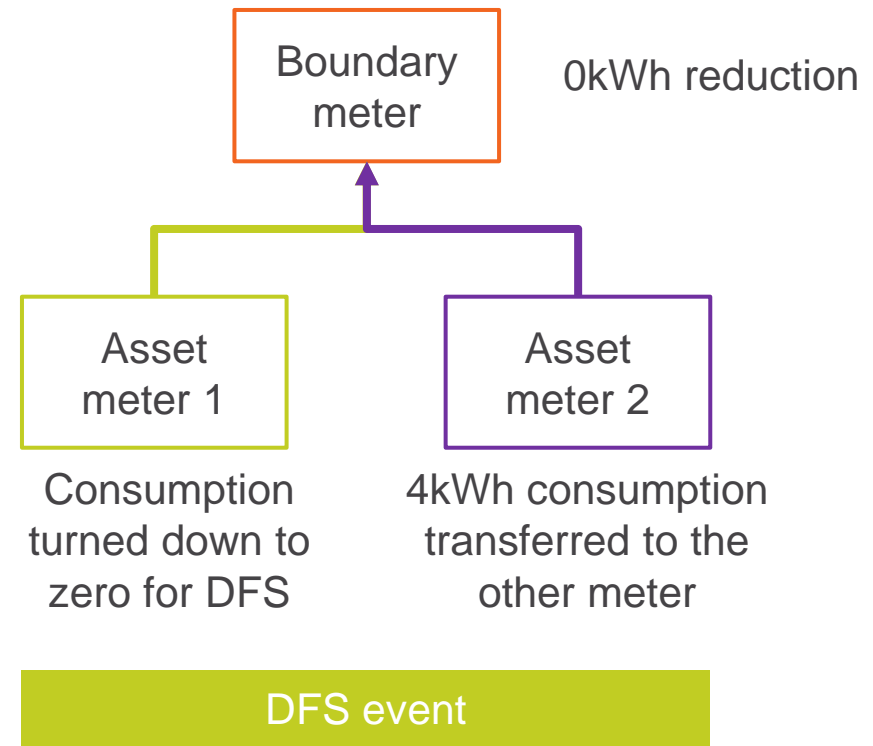 Boundary
meter
0kWh reduction
Asset
meter 1
Asset
meter 2
Consumption
turned down to
zero for DFS
4kWh consumption
transferred to the
other meter
DFS event